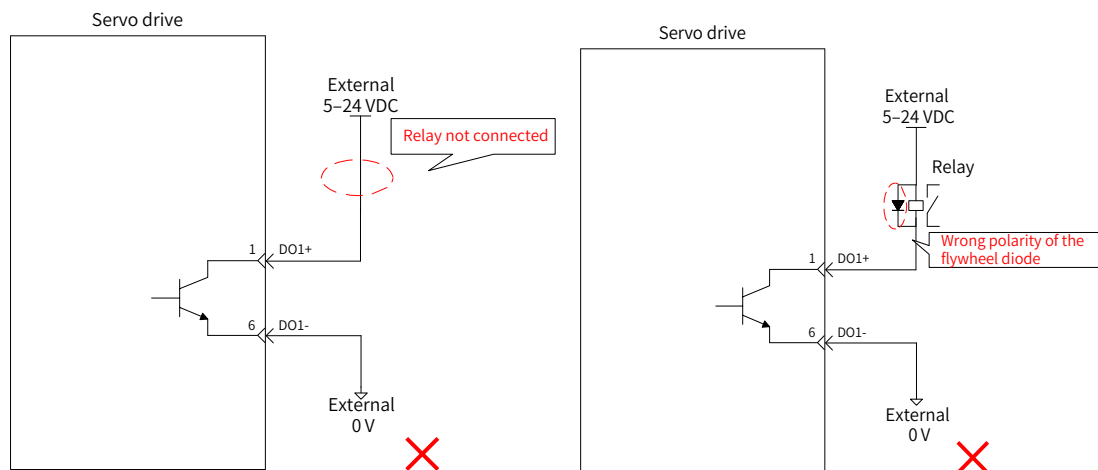 Servo drive
External
5–24 VDC
Relay not connected
1
DO1+
6
DO1-
External
0 V
Servo drive
External
5–24 VDC
Relay
Wrong polarity of the
flywheel diode
1
DO1+
6
DO1-
External
0 V